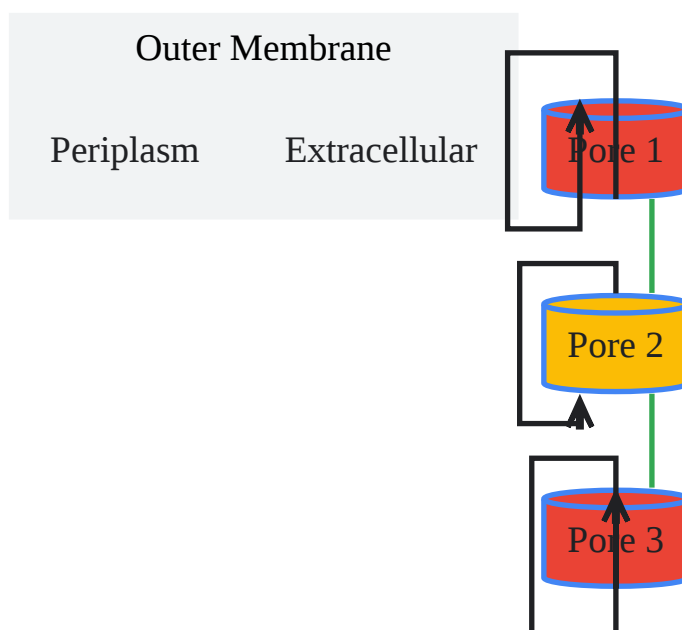 Outer Membrane
Periplasm Extracellular
Pore 1
Pore 2
Pore 3